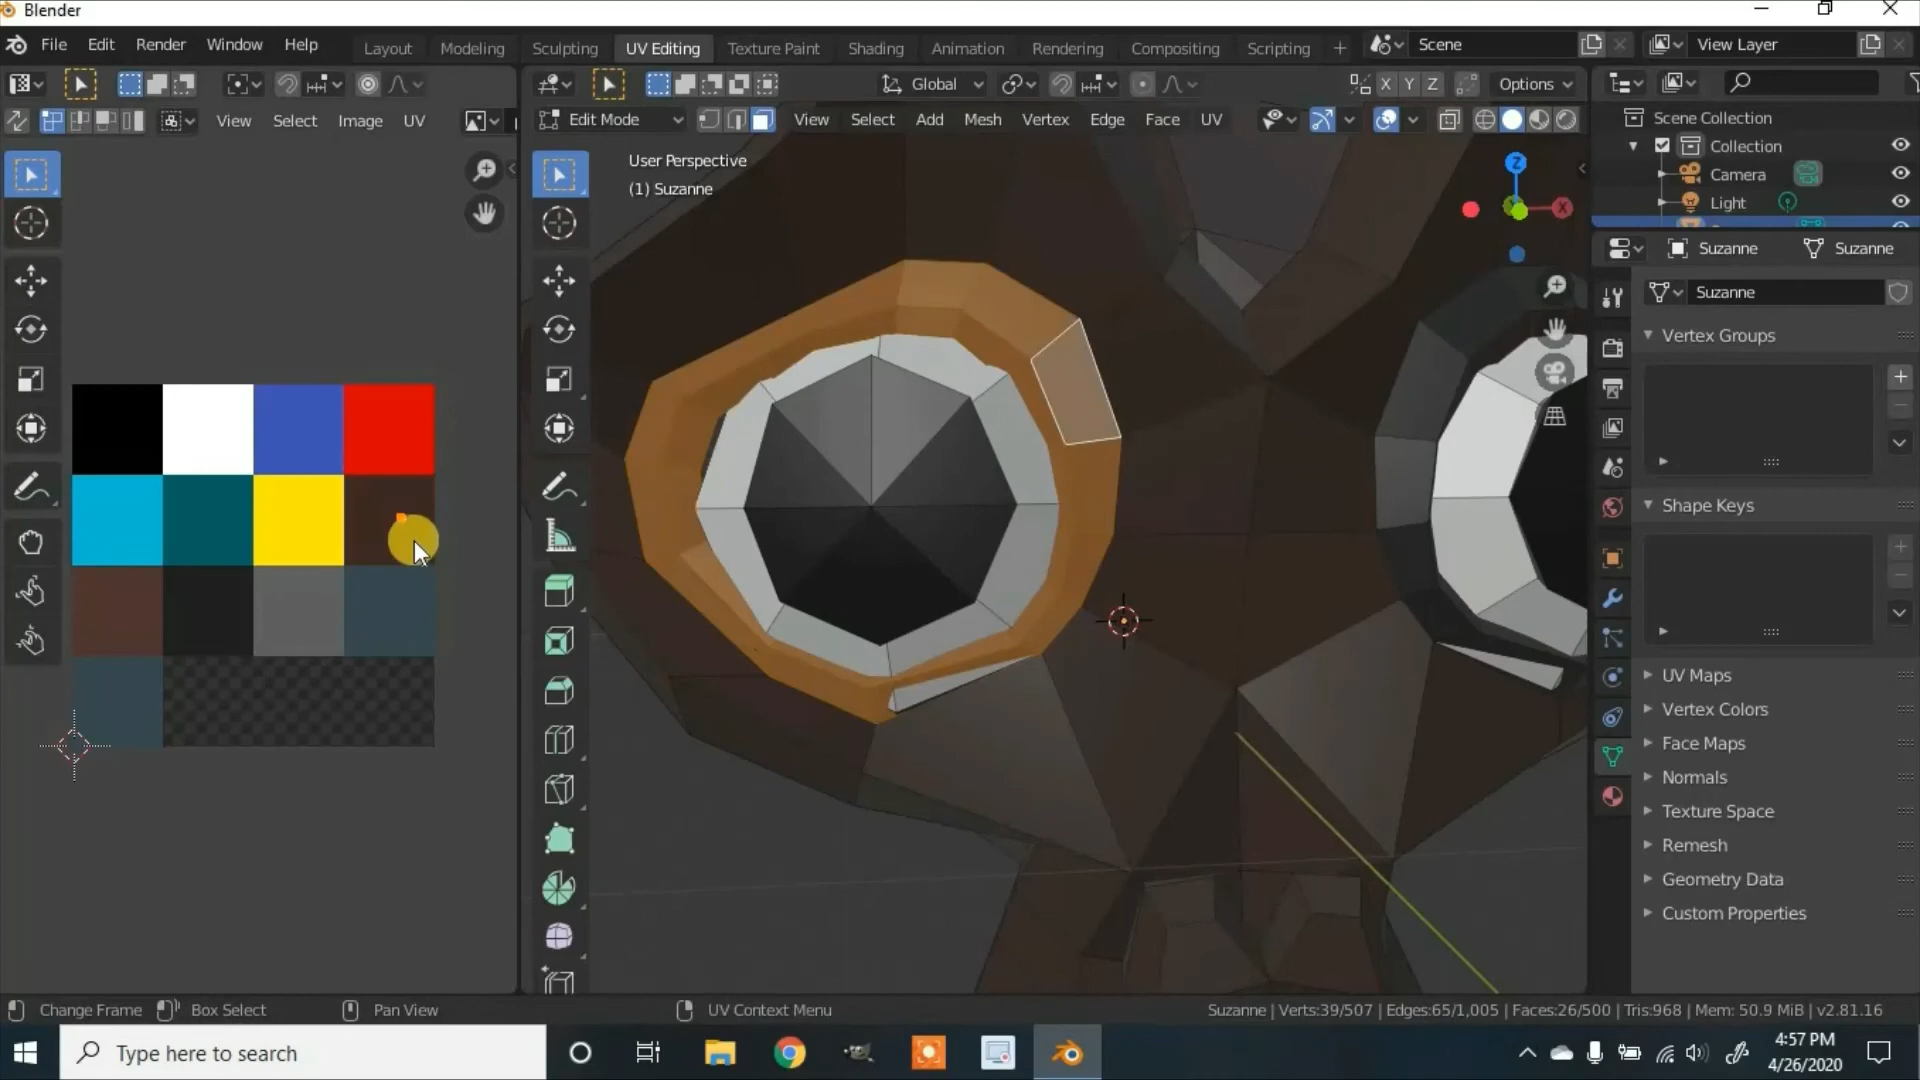 Blender
File Edit Render Window Help
Layout Modeling Sculpting UV Editing Texture Paint Shading Animation Rendering Compositing Scripting +
Scene
View Layer
Global
X Y Z
Options
View Select Image UV
Edit Mode
View Select Add Mesh Vertex Edge Face UV
User Perspective
(1) Suzanne
Z
X
Scene Collection
Collection
Camera
Light
Suzanne Suzanne
Suzanne
Vertex Groups
Shape Keys
UV Maps
Vertex Colors
Face Maps
Normals
Texture Space
Remesh
Geometry Data
Custom Properties
Change Frame Box Select Pan View UV Context Menu
Suzanne | Verts:39/507 | Edges:65/1,005 | Faces:26/500 | Tris:968 | Mem: 50.9 MiB | v2.81.16
Type here to search
4:57 PM
4/26/2020